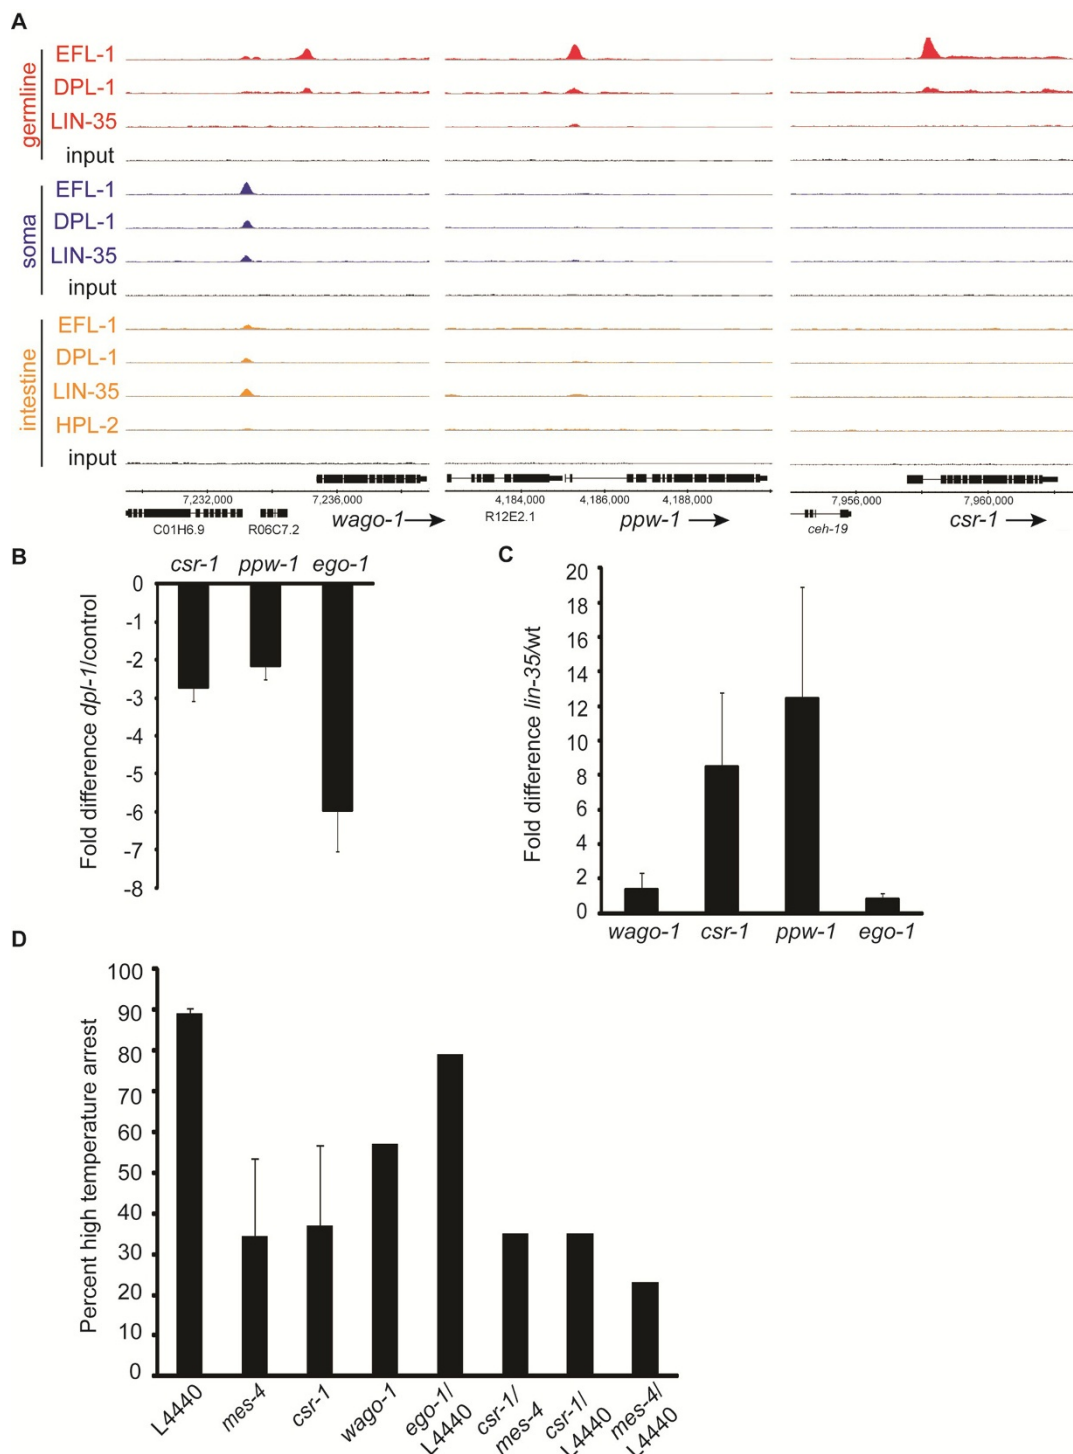 A
germline
EFL-1
DPL-1
LIN-35
input
soma
EFL-1
DPL-1
LIN-35
input
intestine
EFL-1
DPL-1
LIN-35
HPL-2
input
7,232,000 7,236,000
C01H6.9 R06C7.2 wago-1
4,184,000 4,186,000 4,188,000
R12E2.1 ppw-1
7,956,000 7,960,000
ceh-19 csr-1
B
csr-1 ppw-1 ego-1
Fold difference dpl-1/control
0
-1
-2
-3
-4
-5
-6
-7
-8
C
Fold difference lin-35/wt
20
18
16
14
12
10
8
6
4
2
0
wago-1 csr-1 ppw-1 ego-1
D
Percent high temperature arrest
100
90
80
70
60
50
40
30
20
10
0
L4440
mes-4
csr-1
wago-1
ego-1/
L4440
csr-1/
mes-4
csr-1/
L4440
mes-4/
L4440